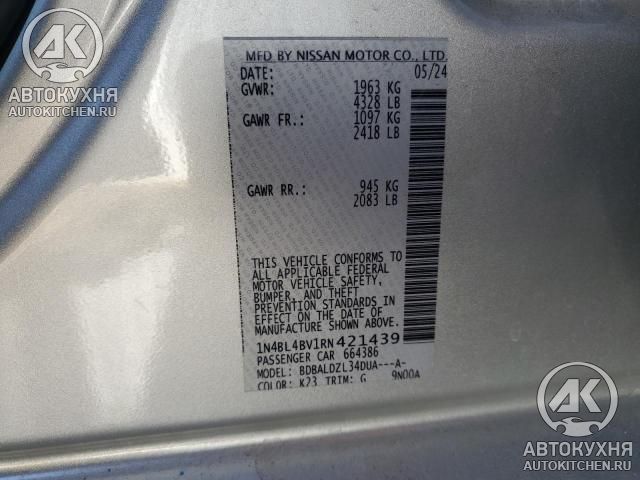 AK
АВТОКУХНЯ
AUTOKITCHEN.RU
MFD BY NISSAN MOTOR CO., LTD.
DATE: 05/24
GVWR: 1963 KG
4328 LB
GAWR FR.: 1097 KG
2418 LB
GAWR RR.: 945 KG
2083 LB
THIS VEHICLE CONFORMS TO
ALL APPLICABLE FEDERAL
MOTOR VEHICLE SAFETY,
BUMPER, AND THEFT
PREVENTION STANDARDS IN
EFFECT ON THE DATE OF
MANUFACTURE SHOWN ABOVE.
1N4BL4BV1RN421439
PASSENGER CAR 664386
MODEL: BDBALDZL34DUA---A-
COLOR: K23 TRIM: G 9N00A
AK
АВТОКУХНЯ
AUTOKITCHEN.RU